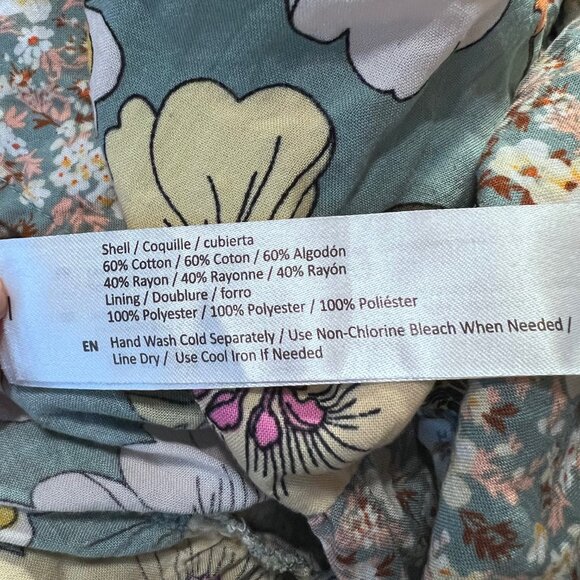 Shell / Coquille / cubierta
60% Cotton / 60% Coton / 60% Algodón
40% Rayon / 40% Rayonne / 40% Rayón
Lining / Doublure / forro
100% Polyester / 100% Polyester / 100% Poliéster
EN Hand Wash Cold Separately / Use Non-Chlorine Bleach When Needed /
Line Dry / Use Cool Iron If Needed